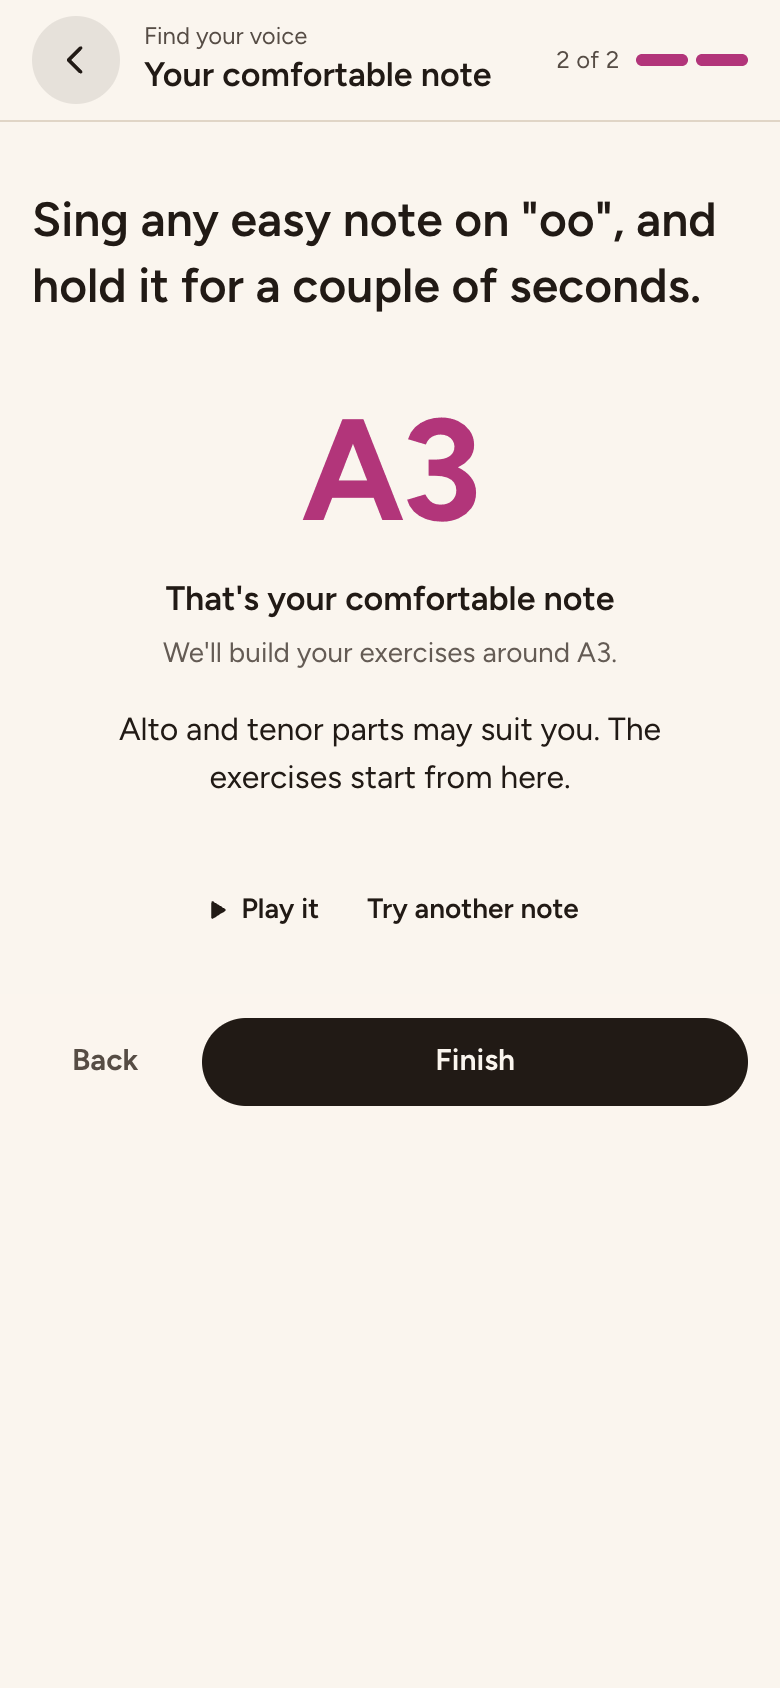 Find your voice
Your comfortable note
2 of 2
Sing any easy note on "oo", and
hold it for a couple of seconds.
A3
That's your comfortable note
We'll build your exercises around A3.
Alto and tenor parts may suit you. The
exercises start from here.
Play it
Try another note
Back
Finish